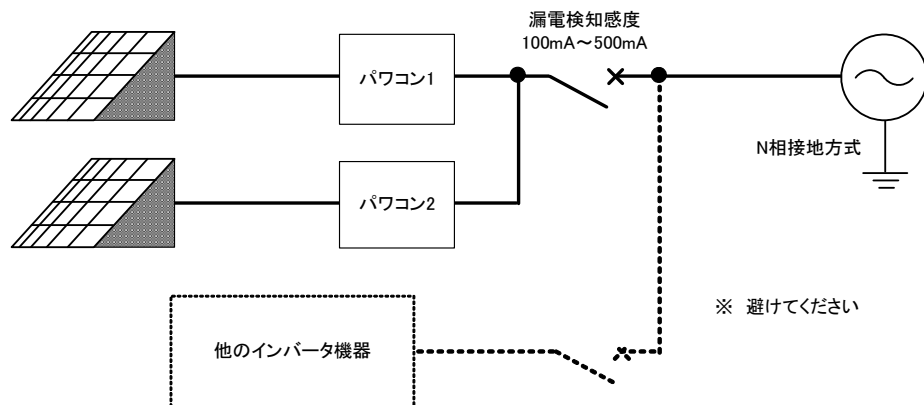 漏電検知感度
100mA～500mA
パワコン1
N相接地方式
パワコン2
※ 避けてください
他のインバータ機器